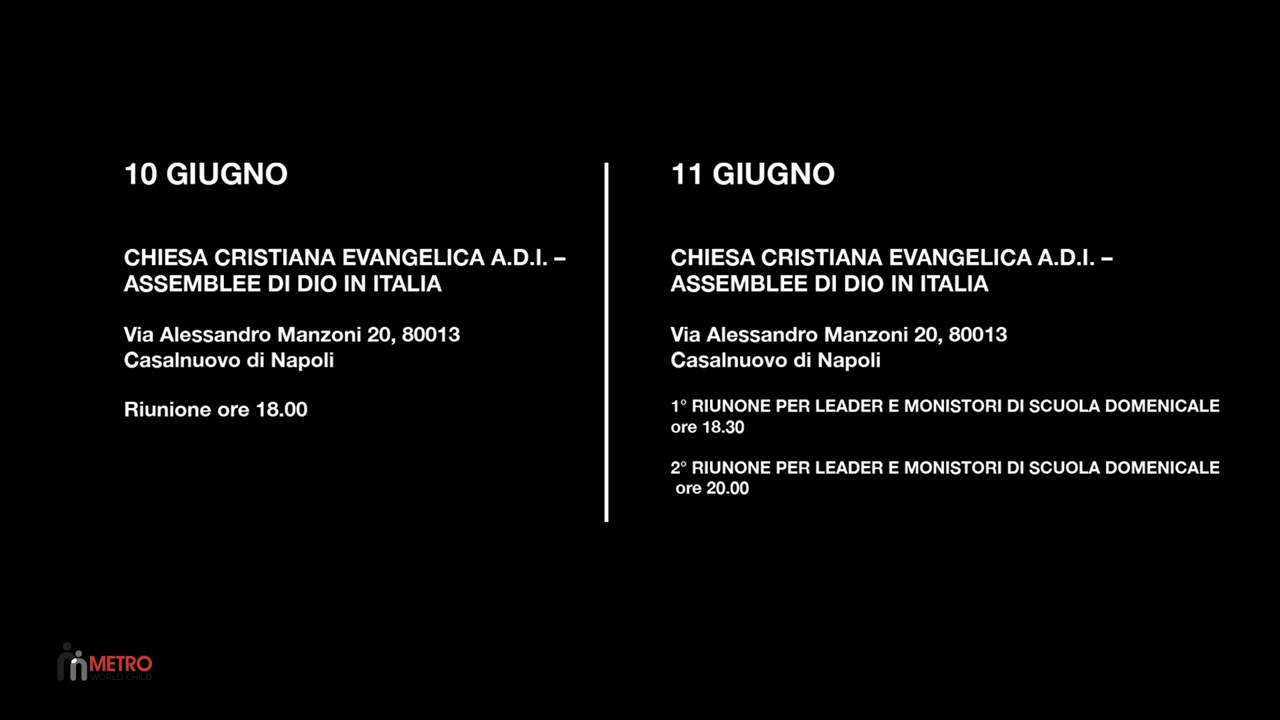 10 GIUGNO
CHIESA CRISTIANA EVANGELICA A.D.I. –
ASSEMBLEE DI DIO IN ITALIA
Via Alessandro Manzoni 20, 80013
Casalnuovo di Napoli
Riunione ore 18.00
11 GIUGNO
CHIESA CRISTIANA EVANGELICA A.D.I. –
ASSEMBLEE DI DIO IN ITALIA
Via Alessandro Manzoni 20, 80013
Casalnuovo di Napoli
1° RIUNONE PER LEADER E MONISTORI DI SCUOLA DOMENICALE
ore 18.30
2° RIUNONE PER LEADER E MONISTORI DI SCUOLA DOMENICALE
ore 20.00
METRO
WORLD CHILD